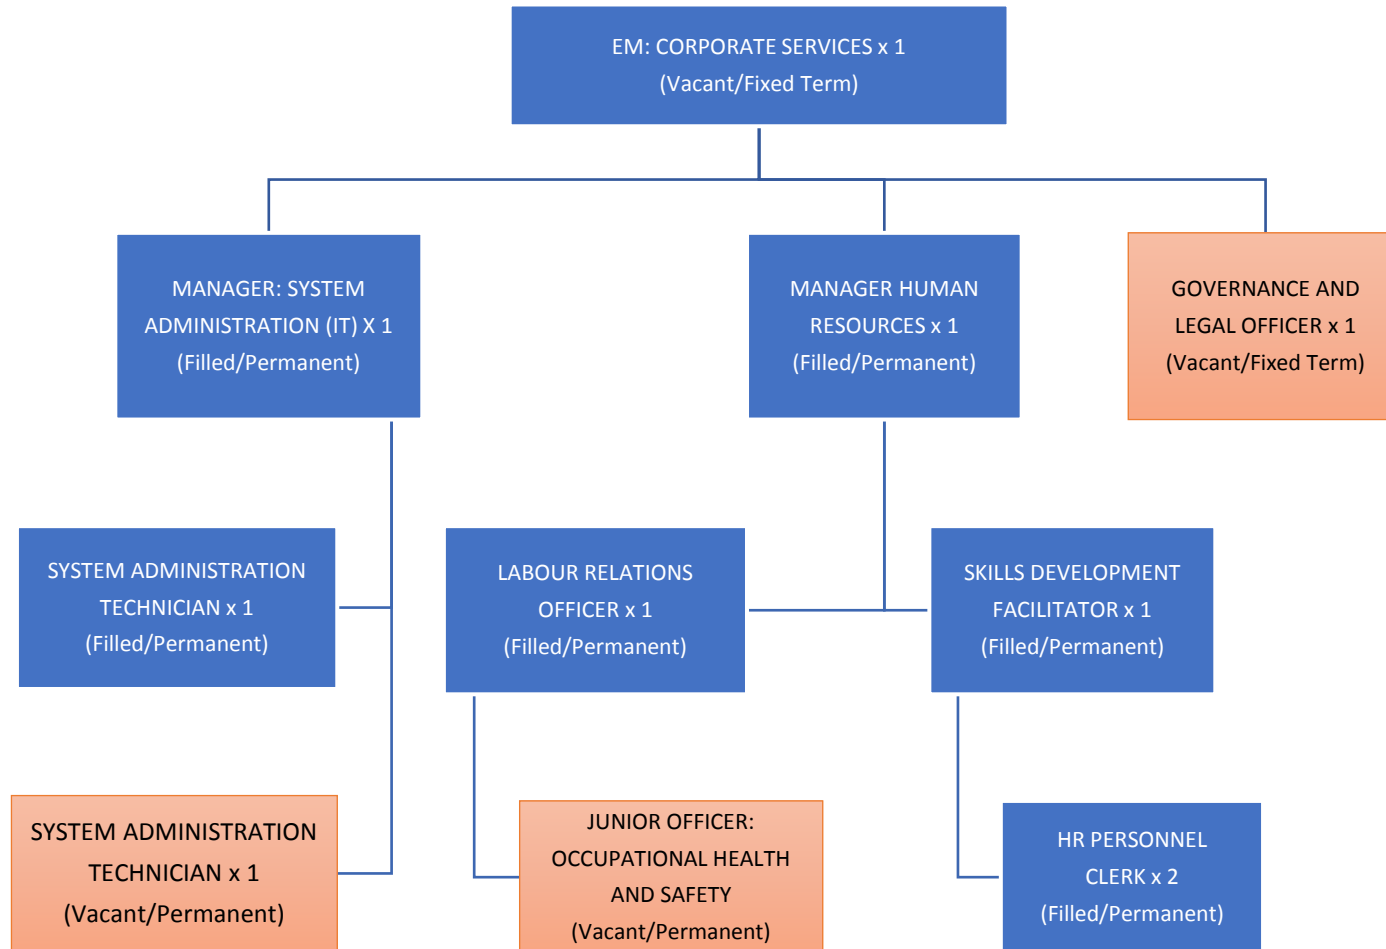 EM: CORPORATE SERVICES x 1
(Vacant/Fixed Term)
MANAGER: SYSTEM
ADMINISTRATION (IT) X 1
(Filled/Permanent)
MANAGER HUMAN
RESOURCES x 1
(Filled/Permanent)
GOVERNANCE AND
LEGAL OFFICER x 1
(Vacant/Fixed Term)
SYSTEM ADMINISTRATION
TECHNICIAN x 1
(Filled/Permanent)
LABOUR RELATIONS
OFFICER x 1
(Filled/Permanent)
SKILLS DEVELOPMENT
FACILITATOR x 1
(Filled/Permanent)
SYSTEM ADMINISTRATION
TECHNICIAN x 1
(Vacant/Permanent)
JUNIOR OFFICER:
OCCUPATIONAL HEALTH
AND SAFETY
(Vacant/Permanent)
HR PERSONNEL
CLERK x 2
(Filled/Permanent)